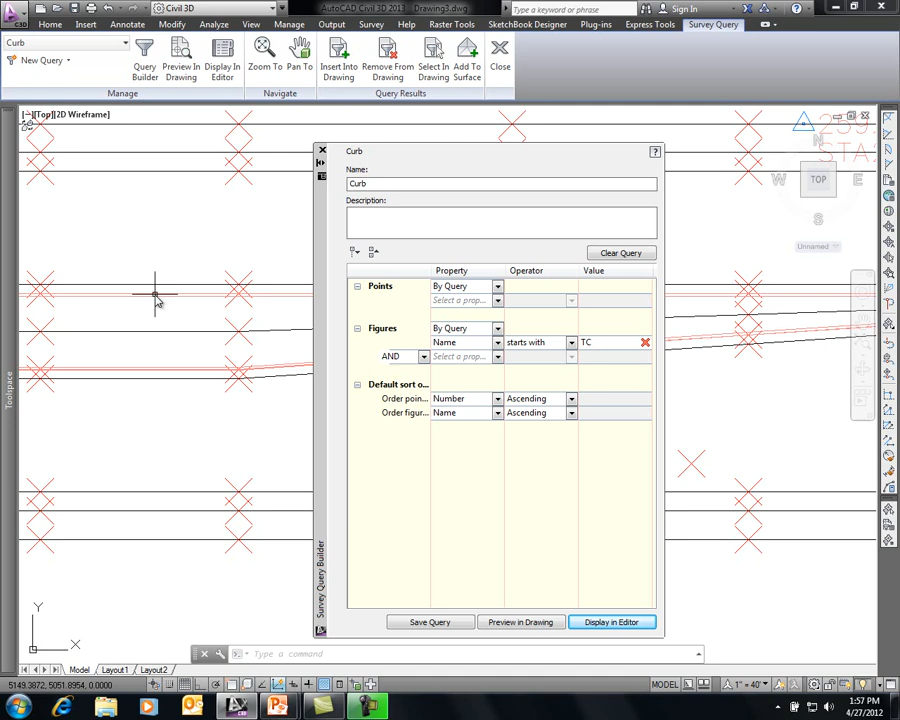 Civil 3D
AutoCAD Civil 3D 2013 Drawing3.dwg
Type a keyword or phrase
Sign In
Home Insert Annotate Modify Analyze View Manage Output Survey Raster Tools SketchBook Designer Plug-ins Express Tools Survey Query
Curb
New Query
Query Builder
Preview in Drawing
Display in Editor
Zoom To
Pan To
Insert Into Drawing
Remove From Drawing
Select In Drawing
Add To Surface
Close
Manage
Navigate
Query Results
[−][Top][2D Wireframe]
259.
STA2
N
W
TOP
E
S
Unnamed
Toolspace
Curb
?
Name:
Curb
Description:
Clear Query
Property Operator Value
Points By Query
Select a prop...
Figures By Query
Name starts with TC
AND Select a prop...
Default sort o...
Order poin... Number Ascending
Order figur... Name Ascending
Survey Query Builder
Save Query Preview in Drawing Display in Editor
Y
X
Type a command
Model Layout1 Layout2
5149.3872, 5051.8954, 0.0000
MODEL
1" = 40'
1:57 PM
4/27/2012